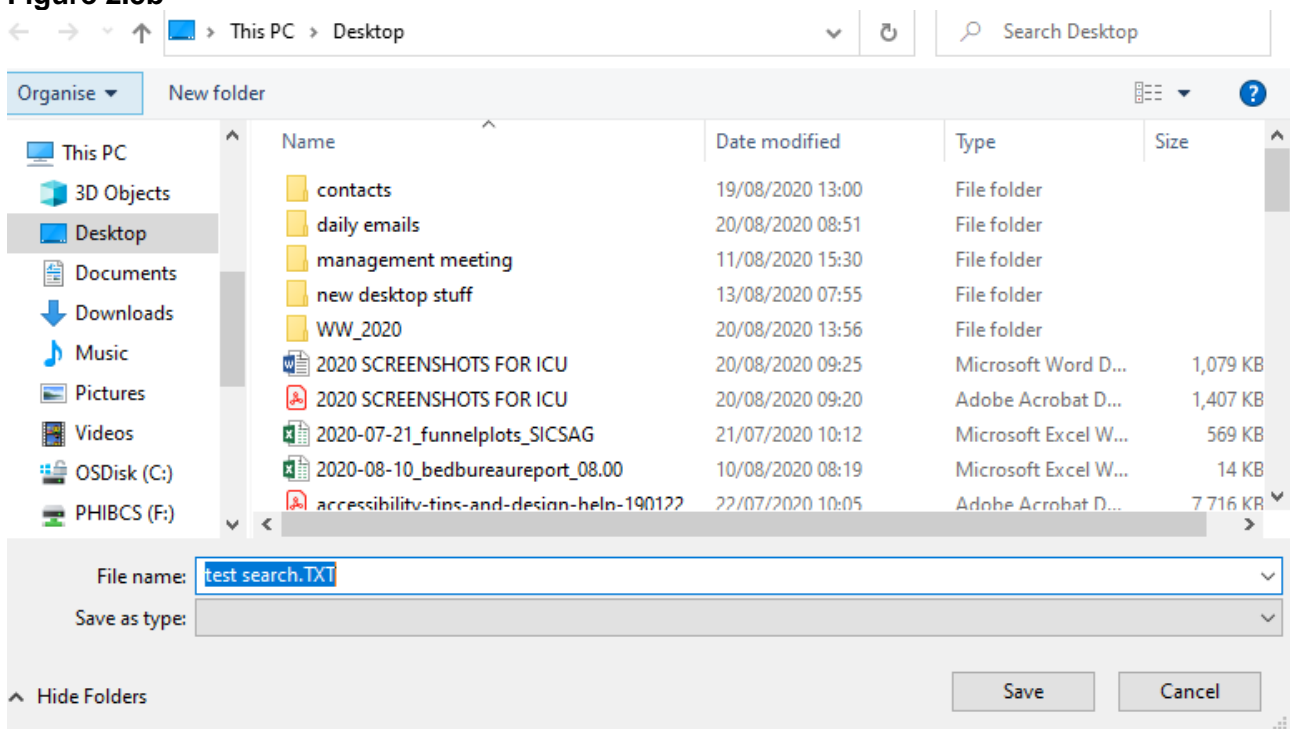 Figure 2.3b
This PC > Desktop Search Desktop
Organise New folder ?
Name Date modified Type Size
This PC
3D Objects
Desktop
Documents
Downloads
Music
Pictures
Videos
OSDisk (C:)
PHIBCS (F:)
contacts 19/08/2020 13:00 File folder
daily emails 20/08/2020 08:51 File folder
management meeting 11/08/2020 15:30 File folder
new desktop stuff 13/08/2020 07:55 File folder
WW_2020 20/08/2020 13:56 File folder
2020 SCREENSHOTS FOR ICU 20/08/2020 09:25 Microsoft Word D... 1,079 KB
2020 SCREENSHOTS FOR ICU 20/08/2020 09:20 Adobe Acrobat D... 1,407 KB
2020-07-21_funnelplots_SICSAG 21/07/2020 10:12 Microsoft Excel W... 569 KB
2020-08-10_bedbureaureport_08.00 10/08/2020 08:19 Microsoft Excel W... 14 KB
accessibility-tips-and-design-help-190122 22/07/2020 10:05 Adobe Acrobat D... 7,716 KB
File name: test search.TXT
Save as type:
Hide Folders Save Cancel